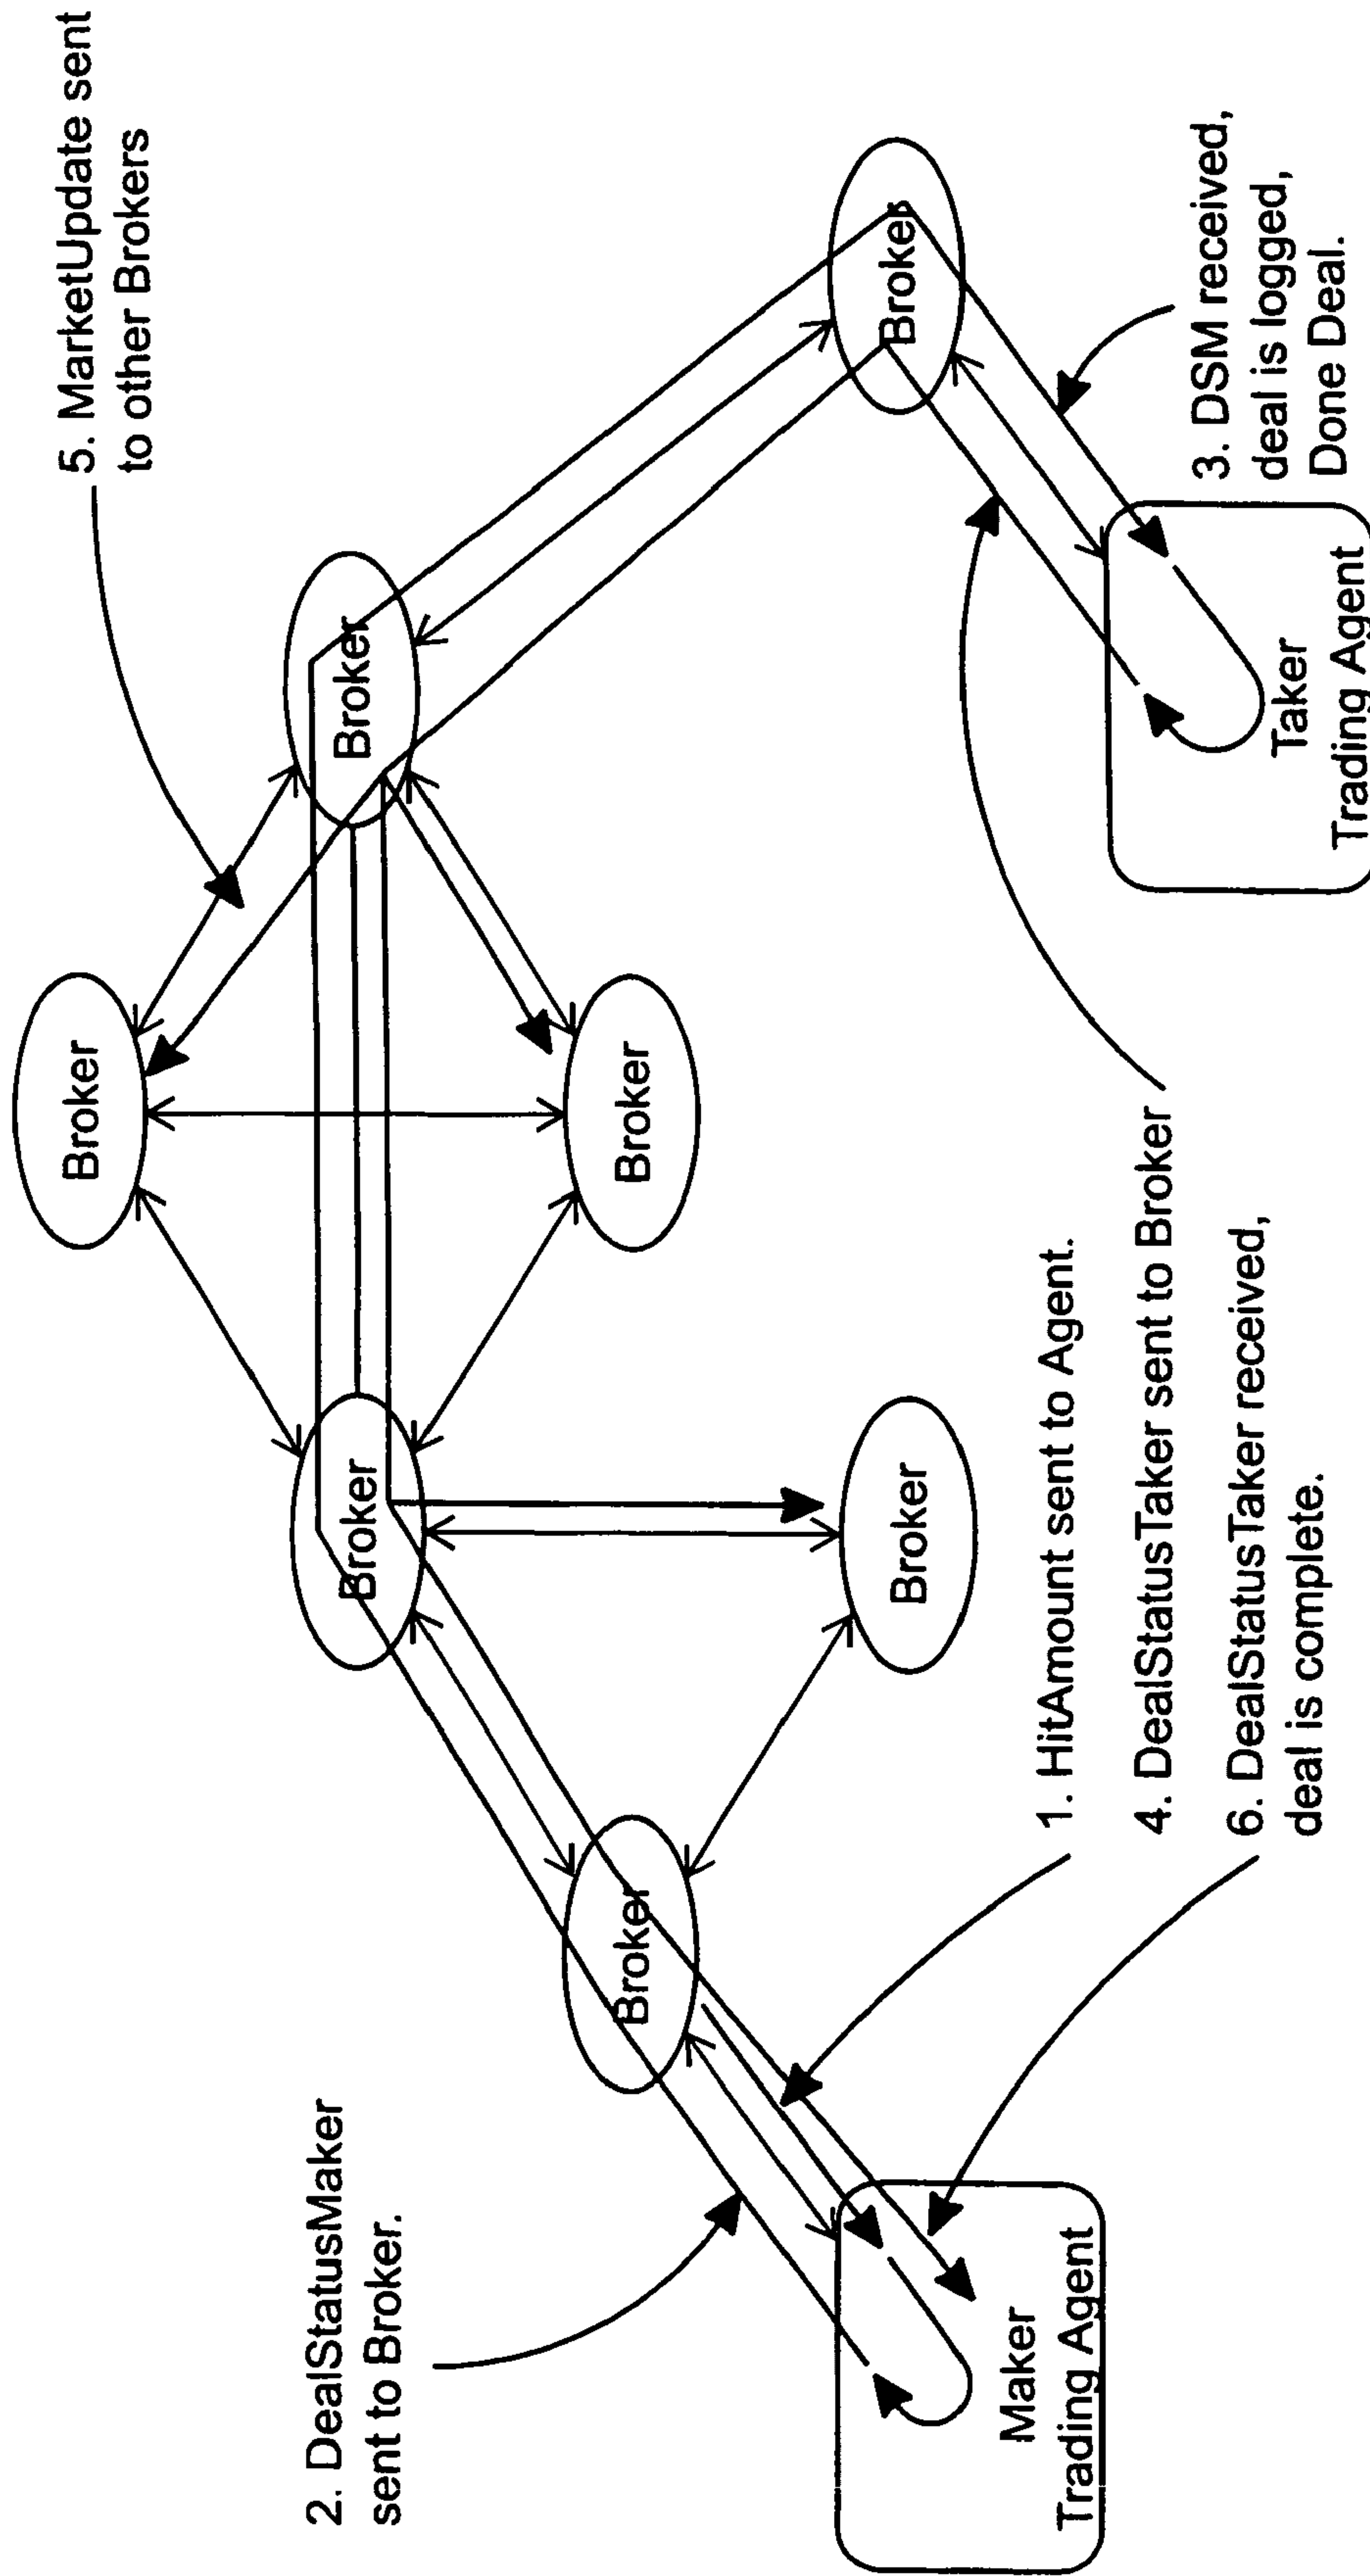 5. MarketUpdate sent
to other Brokers
2. DealStatusMaker
sent to Broker.
Broker
Broker
Broker
Broker
Broker
Broker
Broker
Maker
Trading Agent
1. HitAmount sent to Agent.
4. DealStatusTaker sent to Broker
6. DealStatusTaker received,
deal is complete.
Taker
Trading Agent
3. DSM received,
deal is logged,
Done Deal.